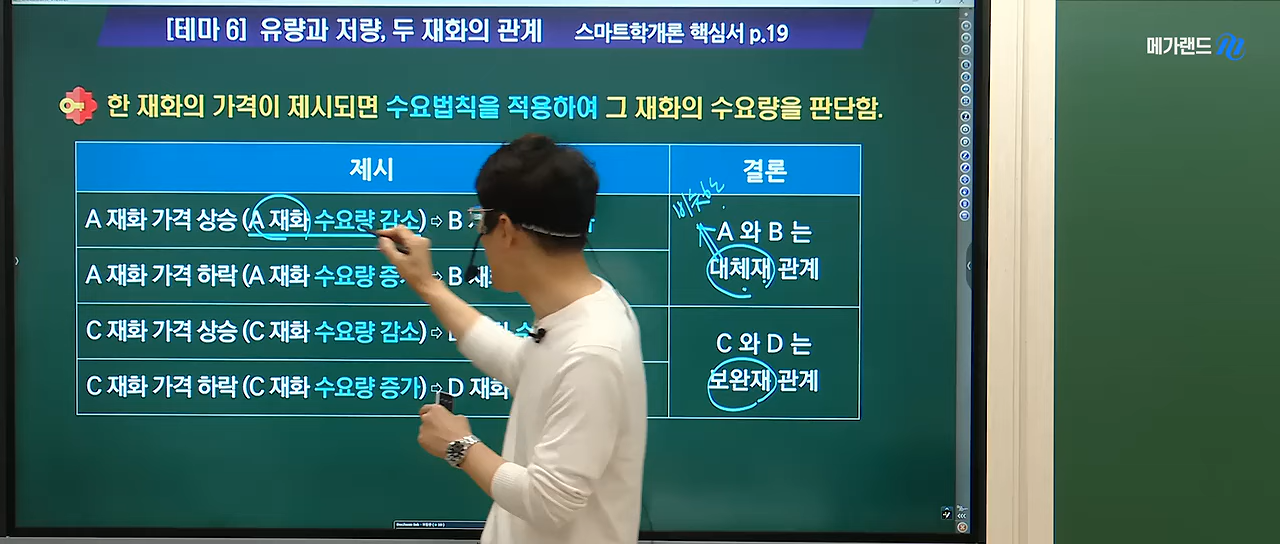 [테마 6] 유량과 저량, 두 재화의 관계 스마트학개론 핵심서 p.19
메가랜드
한 재화의 가격이 제시되면 수요법칙을 적용하여 그 재화의 수요량을 판단함.
제시
결론
A 재화 가격 상승 (A 재화 수요량 감소) ⇨ B
A 재화 가격 하락 (A 재화 수요량 증가 ⇨ B 재화
A 와 B 는
대체재 관계
C 재화 가격 상승 (C 재화 수요량 감소) ⇨
C 재화 가격 하락 (C 재화 수요량 증가) ⇨ D 재화
C 와 D 는
보완재 관계